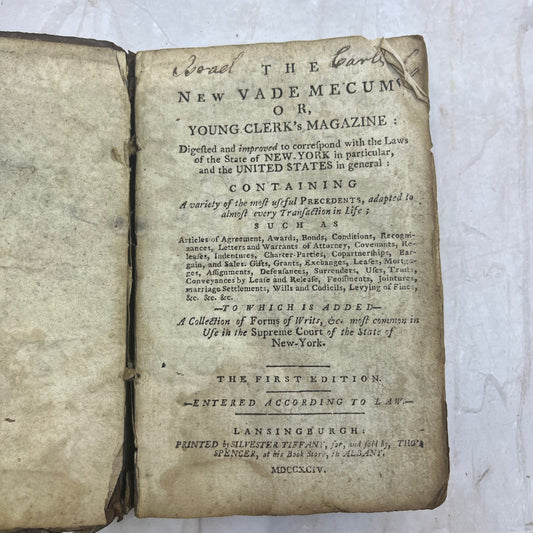 Israel
THE
NEW VADE MECUM
OR,
YOUNG CLERK's MAGAZINE:
Digested and improved to correspond with the Laws
of the State of NEW-YORK in particular,
and the UNITED STATES in general:
CONTAINING
A variety of the most useful PRECEDENTS, adapted to
almost every Transaction in Life;
SUCH AS
Articles of Agreement, Awards, Bonds, Conditions, Recogni-
zances, Letters and Warrants of Attorney, Covenants, Re-
leases, Indentures, Charter-Parties, Copartnerships, Bar-
gain, and Sales. Gifts, Grants, Exchanges, Leases, Mortga-
ges, Assignments, Defeasances, Surrenders, Uses, Trusts,
Conveyances by Lease and Release, Feoffments, Jointures,
marriage Settlements, Wills and Codicils, Levying of Fines,
&c. &c. &c.
—TO WHICH IS ADDED—
A Collection of Forms of Writs, &c. most common in
Use in the Supreme Court of the State of
New-York.
THE FIRST EDITION.
—ENTERED ACCORDING TO LAW.—
LANSINGBURGH:
PRINTED by SILVESTER TIFFANY, for, and sold by, THO'S
SPENCER, at his Book Store, in ALBANY.
MDCCXCIV.